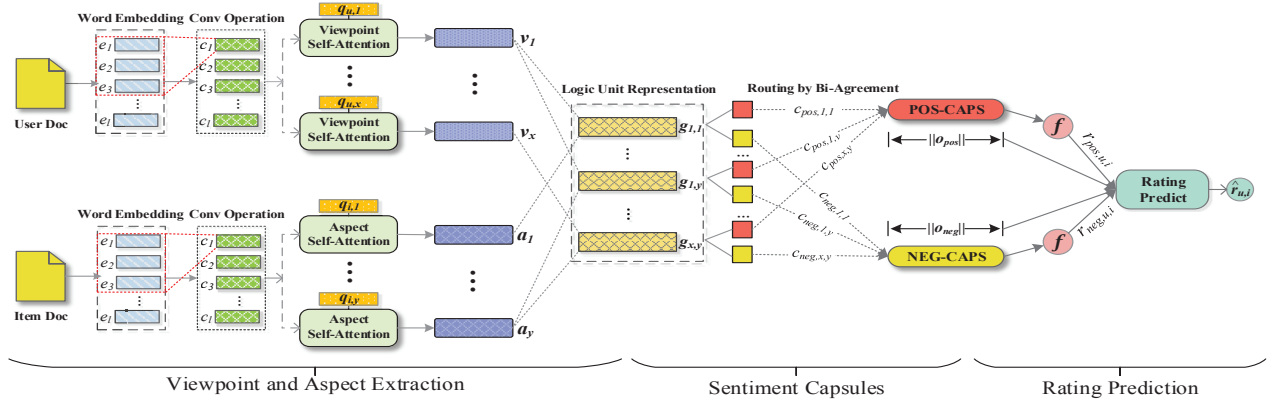 Word Embedding
Conv Operation
q_{u,1}
Viewpoint
Self-Attention
v_1
e_1
e_2
e_3
e_l
c_1
c_2
c_3
c_l
User Doc
q_{u,x}
Viewpoint
Self-Attention
v_x
Word Embedding
Conv Operation
q_{i,1}
Aspect
Self-Attention
a_1
e_1
e_2
e_3
e_l
c_1
c_2
c_3
c_l
Item Doc
q_{i,y}
Aspect
Self-Attention
a_y
Logic Unit Representation
g_{1,1}
g_{1,y}
g_{x,y}
Routing by Bi-Agreement
c_{pos,1,1}
c_{pos,1,y}
c_{pos,x,y}
c_{neg,1,1}
c_{neg,1,y}
c_{neg,x,y}
POS-CAPS
||o_{pos}||
||o_{neg}||
NEG-CAPS
f
r_{pos,u,i}
f
r_{neg,u,i}
Rating
Predict
r̂_{u,i}
Viewpoint and Aspect Extraction
Sentiment Capsules
Rating Prediction